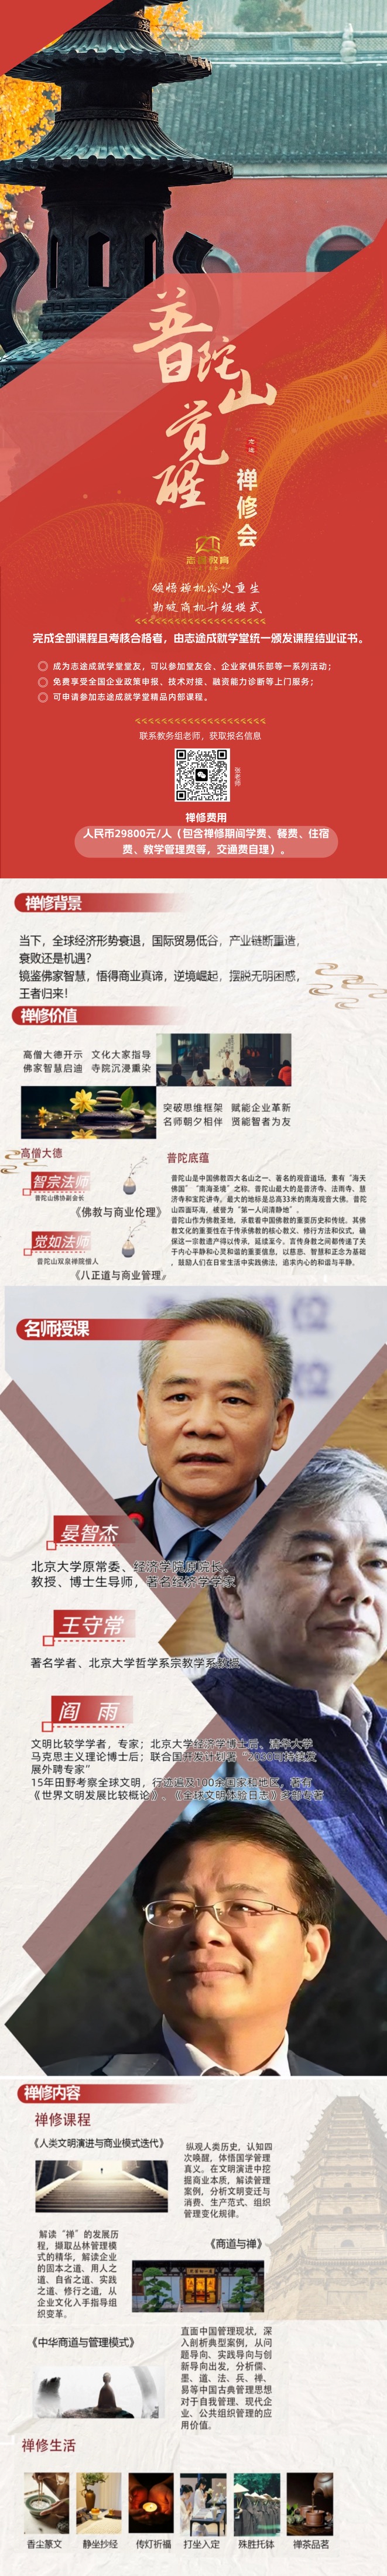 普陀山
觉醒
志途
禅修会
志途教育
领悟禅机浴火重生
勘破商机升级模式
完成全部课程且考核合格者，由志途成就学堂统一颁发课程结业证书。
成为志途成就学堂堂友，可以参加堂友会、企业家俱乐部等一系列活动；
免费享受全国企业政策申报、技术对接、融资能力诊断等上门服务；
可申请参加志途成就学堂精品内部课程。
联系教务组老师，获取报名信息
张老师
禅修费用
人民币29800元/人（包含禅修期间学费、餐费、住宿
费、教学管理费等，交通费自理）。
禅修背景
当下，全球经济形势衰退，国际贸易低谷，产业链断重造，
衰败还是机遇？
镜鉴佛家智慧，悟得商业真谛，逆境崛起，摆脱无明困惑，
王者归来！
禅修价值
高僧大德开示 文化大家指导
佛家智慧启迪 寺院沉浸熏染
突破思维框架 赋能企业革新
名师朝夕相伴 贤能智者为友
高僧大德
智宗法师
普陀山佛协副会长
《佛教与商业伦理》
觉如法师
普陀山双泉禅院僧人
《八正道与商业管理》
普陀底蕴
普陀山是中国佛教四大名山之一、著名的观音道场，素有“海天
佛国”“南海圣境”之称。普陀山最大的是普济寺、法雨寺、慧
济寺和宝陀讲寺。最大的地标是总高33米的南海观音大佛。普陀
山四面环海，被誉为“第一人间清静地”。
普陀山作为佛教圣地，承载着中国佛教的重要历史和传统。其佛
教文化的重要性在于传承佛教的核心教义、修行方法和仪式，确
保这一宗教遗产得以传承，延续至今。言传身教之间都传递了关
于内心平静和心灵和谐的重要信息，以慈悲、智慧和正念为基础
，鼓励人们在日常生活中实践佛法，追求内心的和谐与平静。
名师授课
晏智杰
北京大学原常委、经济学院原院长、
教授、博士生导师，著名经济学学家
王守常
著名学者、北京大学哲学系宗教学系教授
阎 雨
文明比较学学者，专家；北京大学经济学博士后、清华大学
马克思主义理论博士后；联合国开发计划署“2030可持续发
展外聘专家”
15年田野考察全球文明，行迹遍及100余国家和地区，著有
《世界文明发展比较概论》、《全球文明体验日志》多部专著
禅修内容
禅修课程
《人类文明演进与商业模式迭代》
纵观人类历史，认知四
次唤醒，体悟国学管理
真义。在文明演进中挖
掘商业本质，解读管理
案例，分析文明变迁与
消费、生产范式、组织
管理变化规律。
解读“禅”的发展历
程，撷取丛林管理模
式的精华，解读企业
的固本之道、用人之
道、自省之道、实践
之道、修行之道，从
企业文化入手指导组
织变革。
《商道与禅》
《中华商道与管理模式》
直面中国管理现状，深
入剖析典型案例，从问
题导向、实践导向与创
新导向出发，分析儒、
墨、道、法、兵、禅、
易等中国古典管理思想
对于自我管理、现代企
业、公共组织管理的应
用价值。
禅修生活
香尘篆文 静坐抄经 传灯祈福 打坐入定 殊胜托钵 禅茶品茗